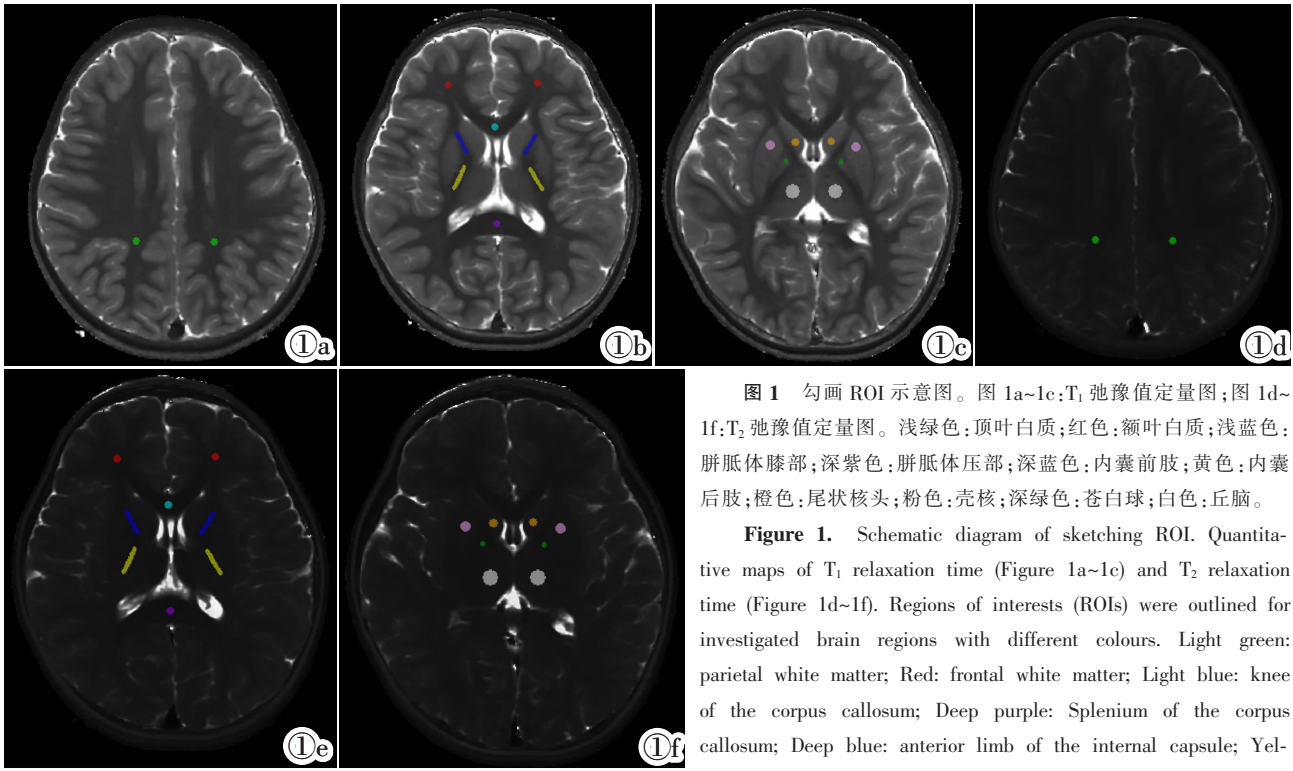 ①a
①b
①c
①d
①e
①f
图 1 勾画 ROI 示意图。图 1a~1c:T₁ 弛豫值定量图;图 1d~
1f:T₂ 弛豫值定量图。浅绿色:顶叶白质;红色:额叶白质;浅蓝色:
胼胝体膝部;深紫色:胼胝体压部;深蓝色:内囊前肢;黄色:内囊
后肢;橙色:尾状核头;粉色:壳核;深绿色:苍白球;白色:丘脑。
Figure 1. Schematic diagram of sketching ROI. Quantita-
tive maps of T₁ relaxation time (Figure 1a~1c) and T₂ relaxation
time (Figure 1d~1f). Regions of interests (ROIs) were outlined for
investigated brain regions with different colours. Light green:
parietal white matter; Red: frontal white matter; Light blue: knee
of the corpus callosum; Deep purple: Splenium of the corpus
callosum; Deep blue: anterior limb of the internal capsule; Yel-